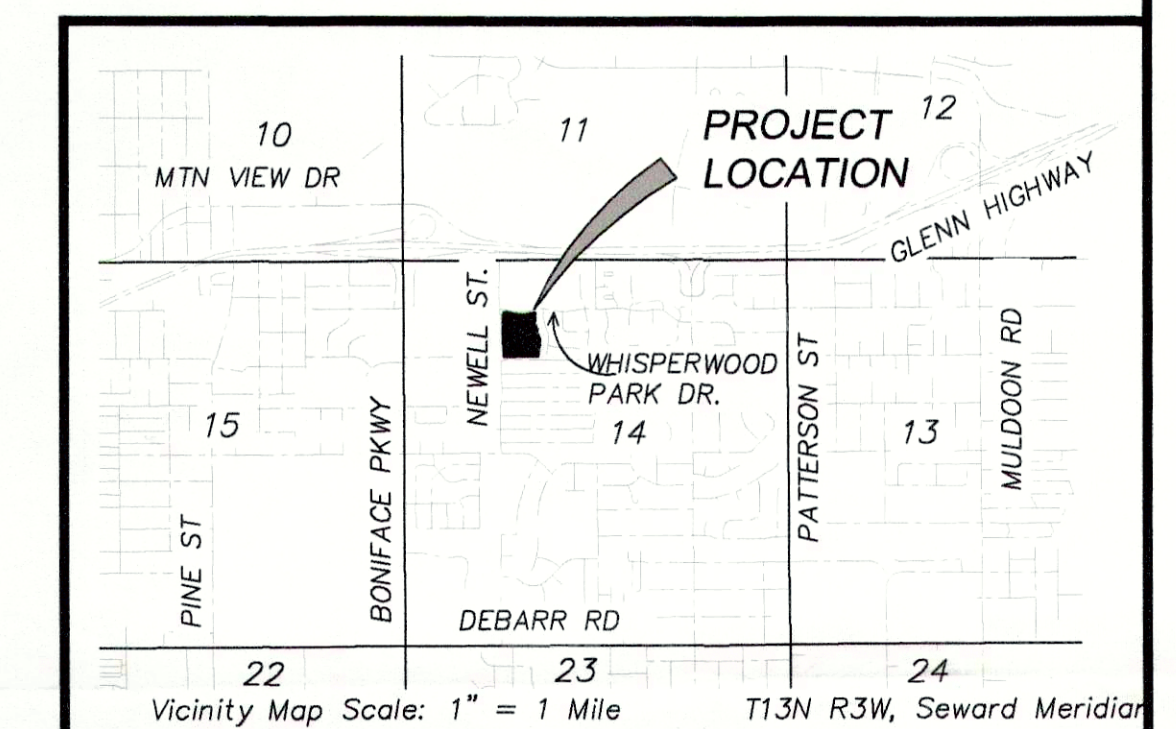 10
11
12
PROJECT
LOCATION
MTN VIEW DR
GLENN HIGHWAY
NEWELL ST.
WHISPERWOOD
PARK DR.
15
14
13
PINE ST
BONIFACE PKWY
PATTERSON ST
MULDOON RD
DEBARR RD
22
23
24
Vicinity Map Scale: 1" = 1 Mile
T13N R3W, Seward Meridian